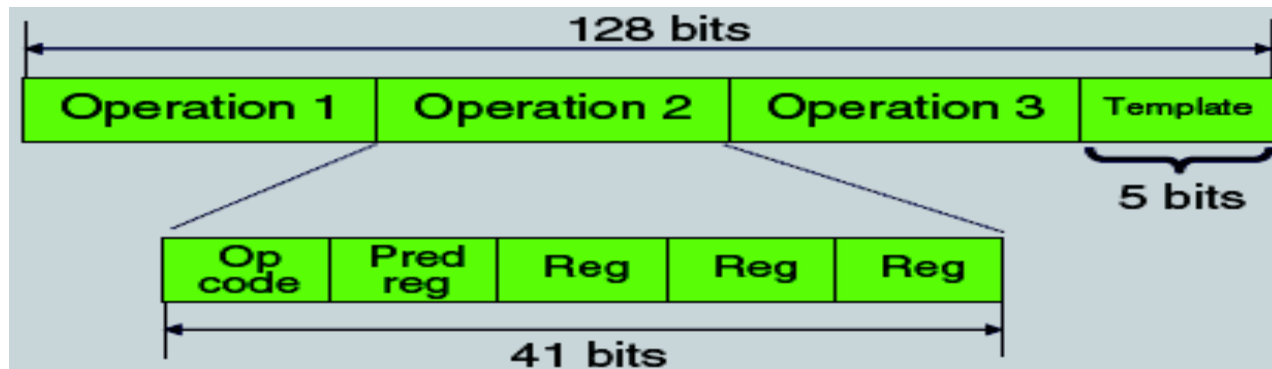 128 bits
Operation 1 Operation 2 Operation 3 Template
5 bits
Op code Pred reg Reg Reg Reg
41 bits